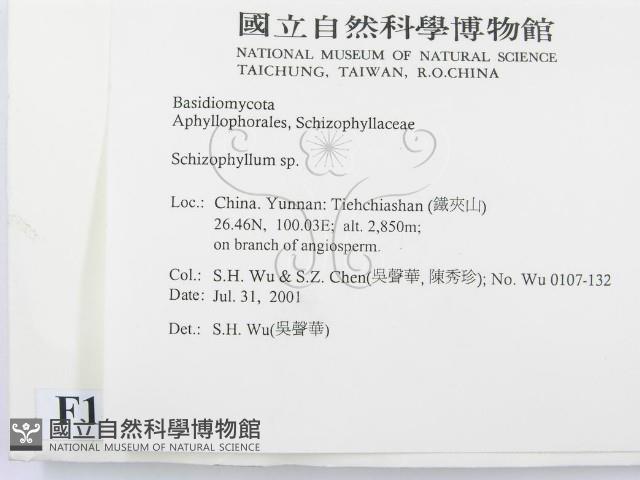 國立自然科學博物館
NATIONAL MUSEUM OF NATURAL SCIENCE
TAICHUNG, TAIWAN, R.O.CHINA
Basidiomycota
Aphyllophorales, Schizophyllaceae
Schizophyllum sp.
Loc.: China. Yunnan: Tiehchiashan (鐵夾山)
26.46N, 100.03E; alt. 2,850m;
on branch of angiosperm.
Col.: S.H. Wu & S.Z. Chen(吳聲華, 陳秀珍); No. Wu 0107-132
Date: Jul. 31, 2001
Det.: S.H. Wu(吳聲華)
F1
國立自然科學博物館
NATIONAL MUSEUM OF NATURAL SCIENCE